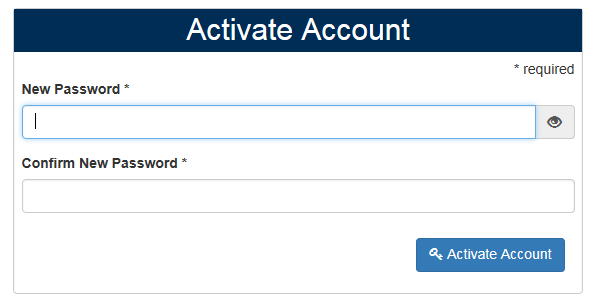 Activate Account
* required
New Password *
Confirm New Password *
Activate Account